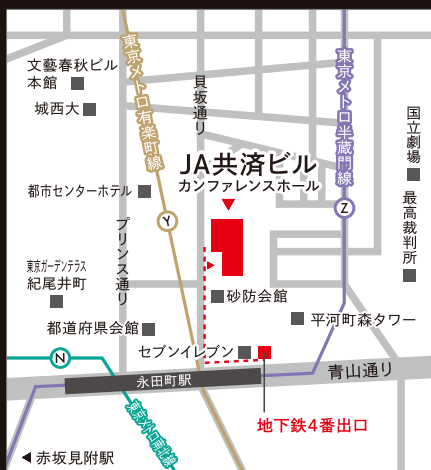 文藝春秋ビル
本館
城西大
東京メトロ有楽町線
貝坂通り
東京メトロ半蔵門線
国立劇場
最高裁判所
JA共済ビル
カンファレンスホール
都市センターホテル
プリンス通り
Y
Z
東京ガーデンテラス
紀尾井町
砂防会館
平河町森タワー
都道府県会館
セブンイレブン
N
永田町駅
青山通り
東京メトロ南北線
地下鉄4番出口
赤坂見附駅